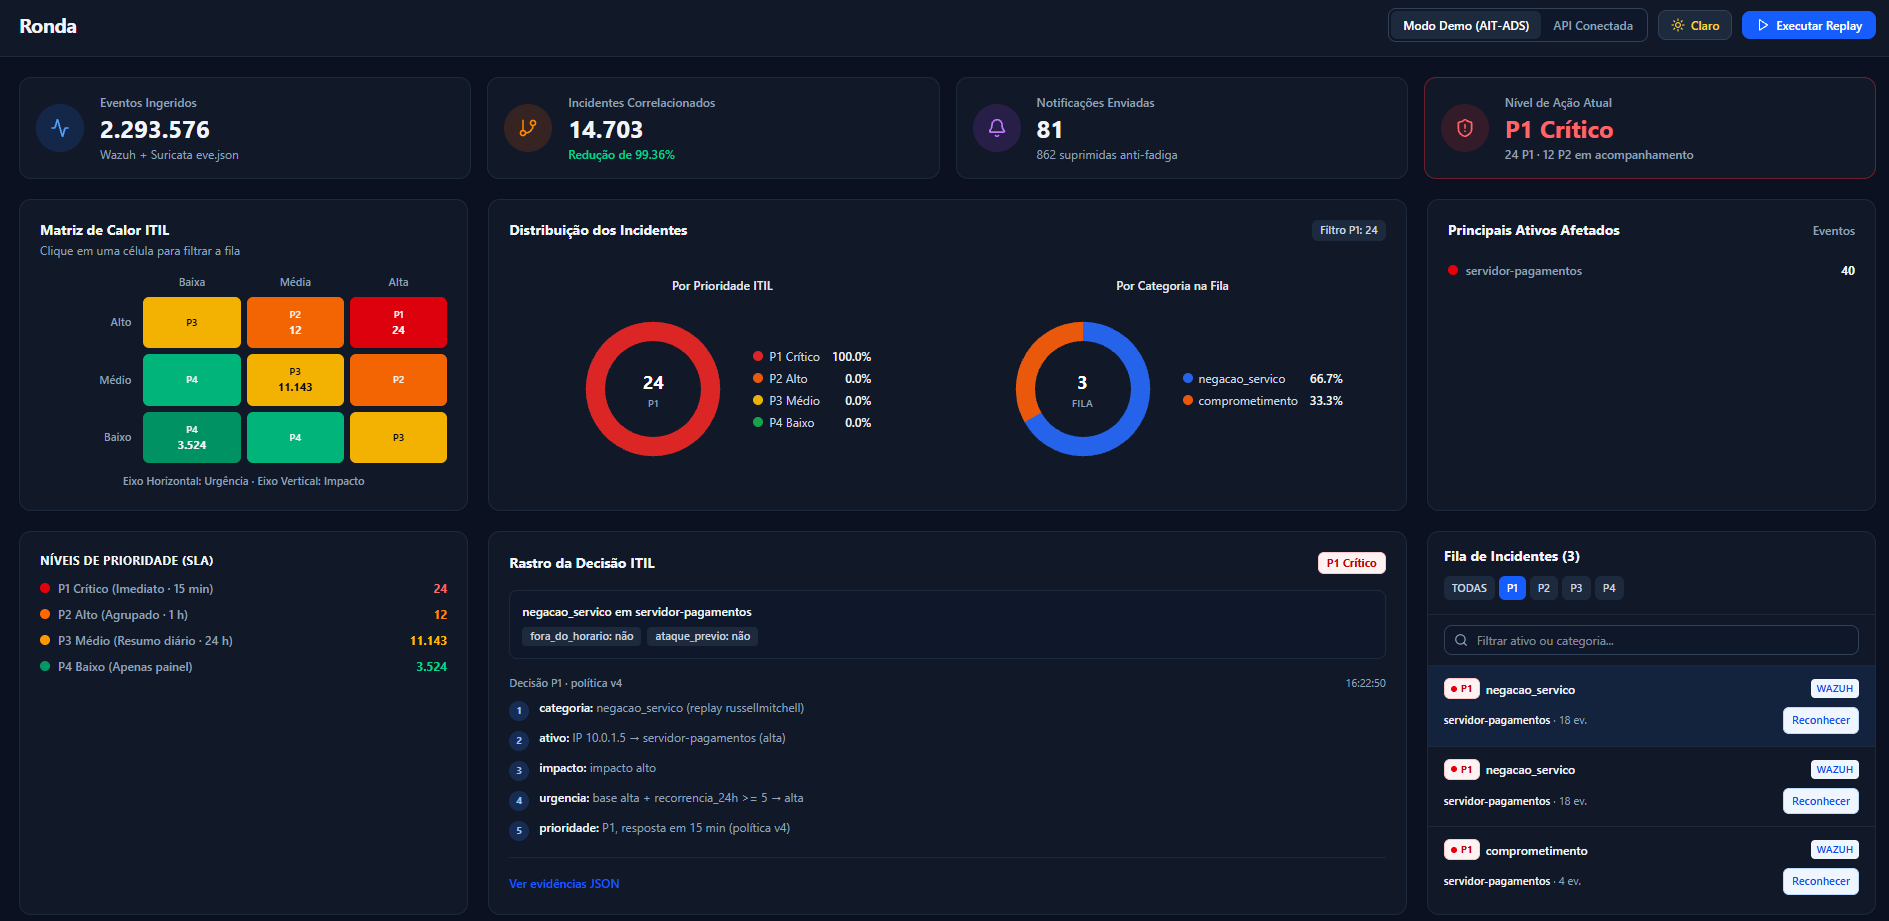 Ronda
Modo Demo (AIT-ADS)
API Conectada
Claro
Executar Replay
Eventos Ingeridos
2.293.576
Wazuh + Suricata eve.json
Incidentes Correlacionados
14.703
Redução de 99.36%
Notificações Enviadas
81
862 suprimidas anti-fadiga
Nível de Ação Atual
P1 Crítico
24 P1 · 12 P2 em acompanhamento
Matriz de Calor ITIL
Clique em uma célula para filtrar a fila
Baixa Média Alta
Alto
P3
P2
12
P1
24
Médio
P4
P3
11.143
P2
Baixo
P4
3.524
P4
P3
Eixo Horizontal: Urgência · Eixo Vertical: Impacto
Distribuição dos Incidentes
Filtro P1: 24
Por Prioridade ITIL
24
P1
P1 Crítico 100.0%
P2 Alto 0.0%
P3 Médio 0.0%
P4 Baixo 0.0%
Por Categoria na Fila
3
FILA
negacao_servico 66.7%
comprometimento 33.3%
Principais Ativos Afetados
Eventos
servidor-pagamentos 40
NÍVEIS DE PRIORIDADE (SLA)
P1 Crítico (Imediato · 15 min) 24
P2 Alto (Agrupado · 1 h) 12
P3 Médio (Resumo diário · 24 h) 11.143
P4 Baixo (Apenas painel) 3.524
Rastro da Decisão ITIL
P1 Crítico
negacao_servico em servidor-pagamentos
fora_do_horario: não
ataque_previo: não
Decisão P1 · política v4
16:22:50
1 categoria: negacao_servico (replay russellmitchell)
2 ativo: IP 10.0.1.5 → servidor-pagamentos (alta)
3 impacto: impacto alto
4 urgencia: base alta + recorrencia_24h >= 5 → alta
5 prioridade: P1, resposta em 15 min (política v4)
Ver evidências JSON
Fila de Incidentes (3)
TODAS P1 P2 P3 P4
Filtrar ativo ou categoria...
P1 negacao_servico WAZUH
servidor-pagamentos · 18 ev. Reconhecer
P1 negacao_servico WAZUH
servidor-pagamentos · 18 ev. Reconhecer
P1 comprometimento WAZUH
servidor-pagamentos · 4 ev. Reconhecer